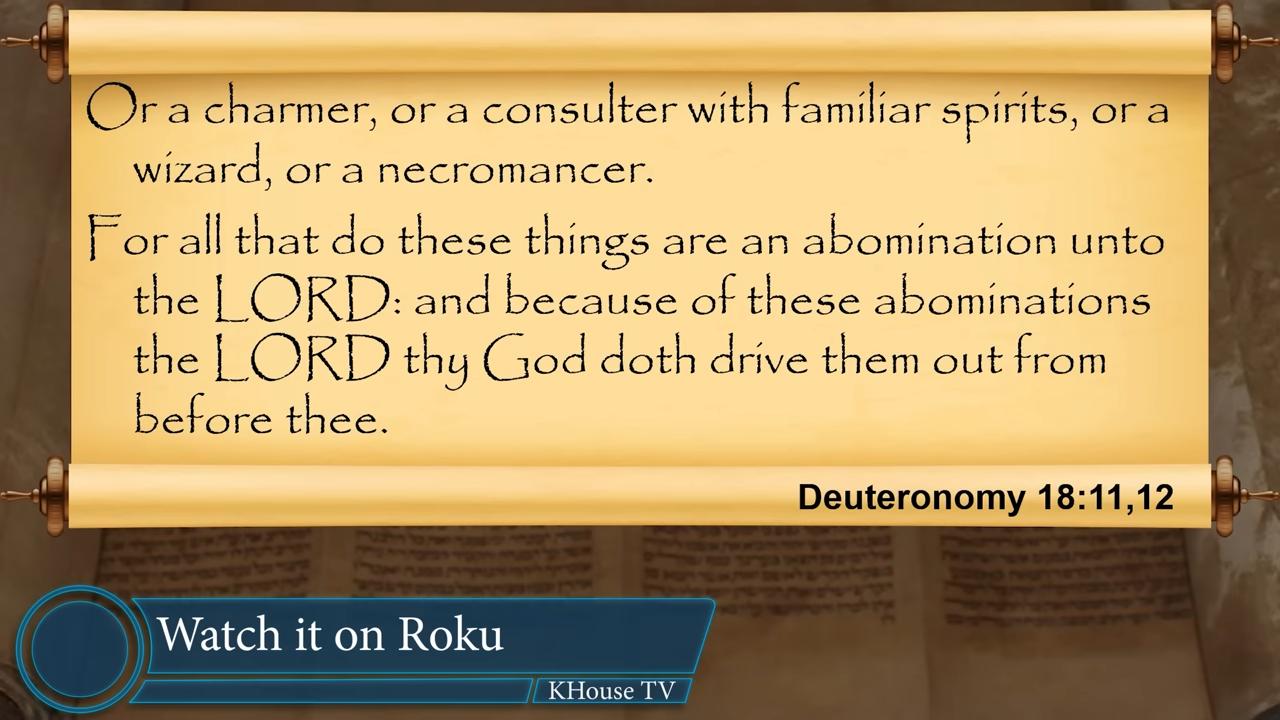 Or a charmer, or a consulter with familiar spirits, or a
wizard, or a necromancer.
For all that do these things are an abomination unto
the LORD: and because of these abominations
the LORD thy God doth drive them out from
before thee.
Deuteronomy 18:11,12
Watch it on Roku
KHouse TV